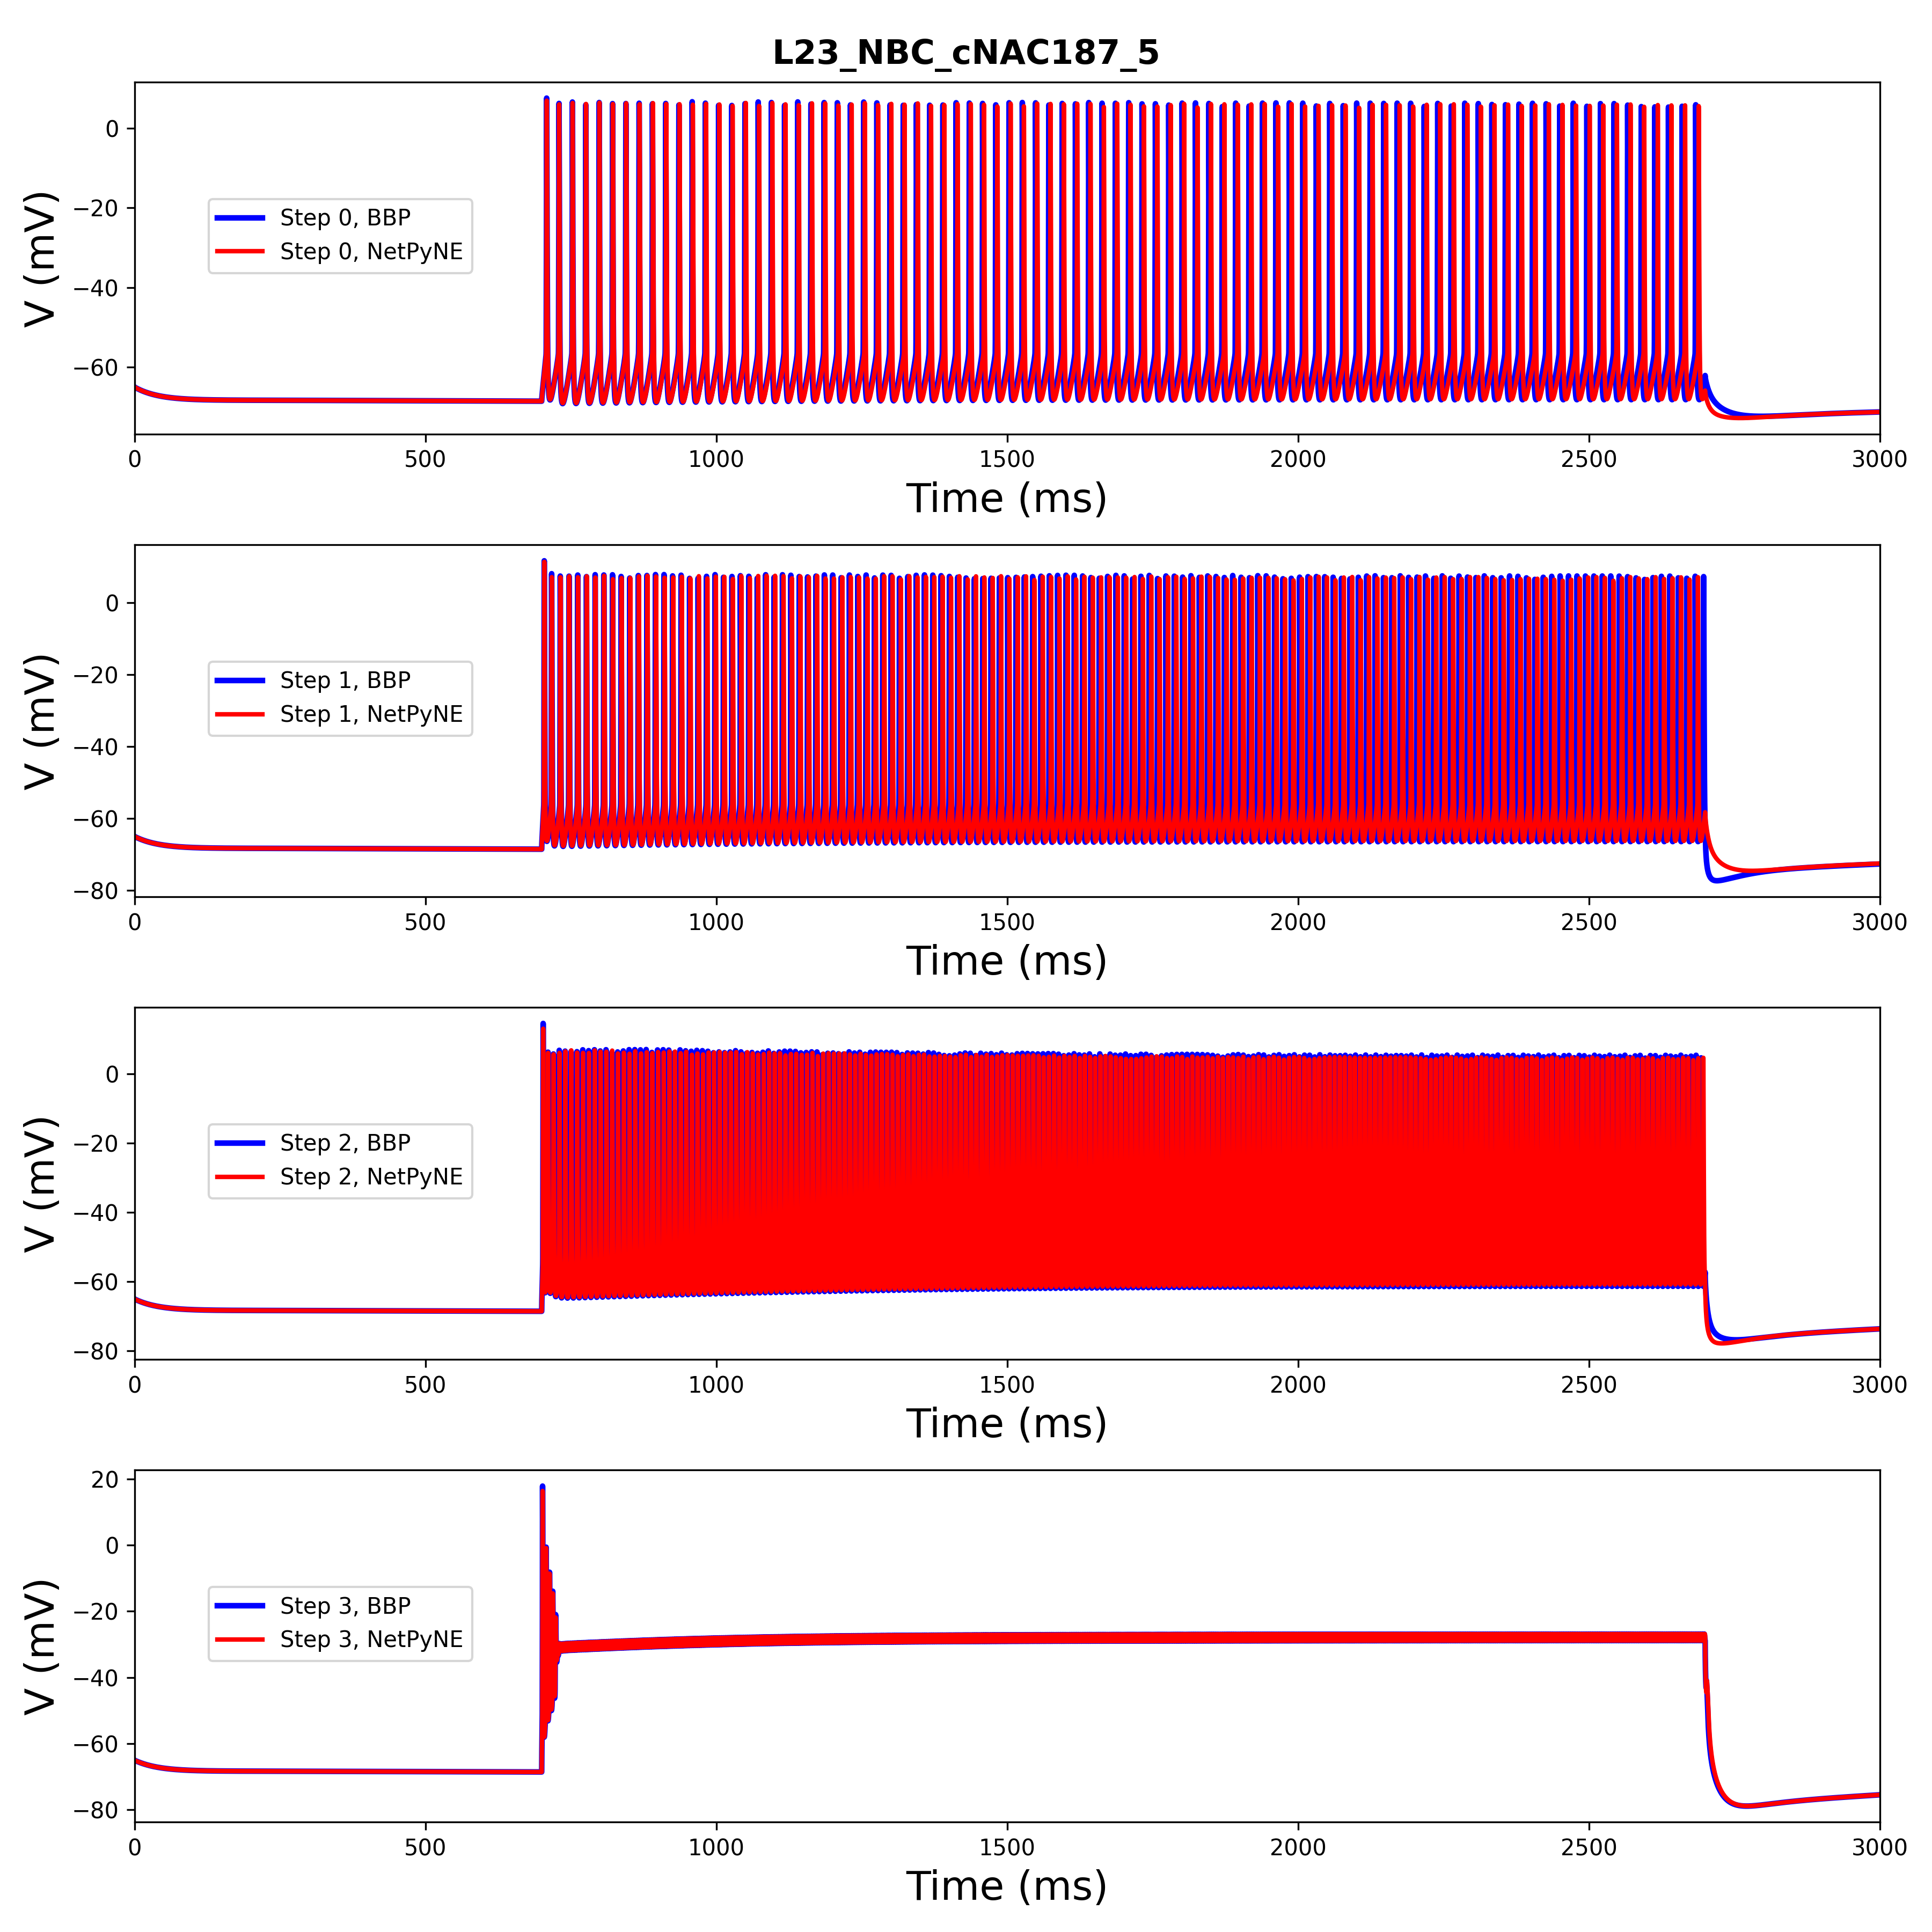 L23_NBC_cNAC187_5
0
−20
−40
−60
V (mV)
Step 0, BBP
Step 0, NetPyNE
0 500 1000 1500 2000 2500 3000
Time (ms)
0
−20
−40
−60
−80
V (mV)
Step 1, BBP
Step 1, NetPyNE
0 500 1000 1500 2000 2500 3000
Time (ms)
0
−20
−40
−60
−80
V (mV)
Step 2, BBP
Step 2, NetPyNE
0 500 1000 1500 2000 2500 3000
Time (ms)
20
0
−20
−40
−60
−80
V (mV)
Step 3, BBP
Step 3, NetPyNE
0 500 1000 1500 2000 2500 3000
Time (ms)